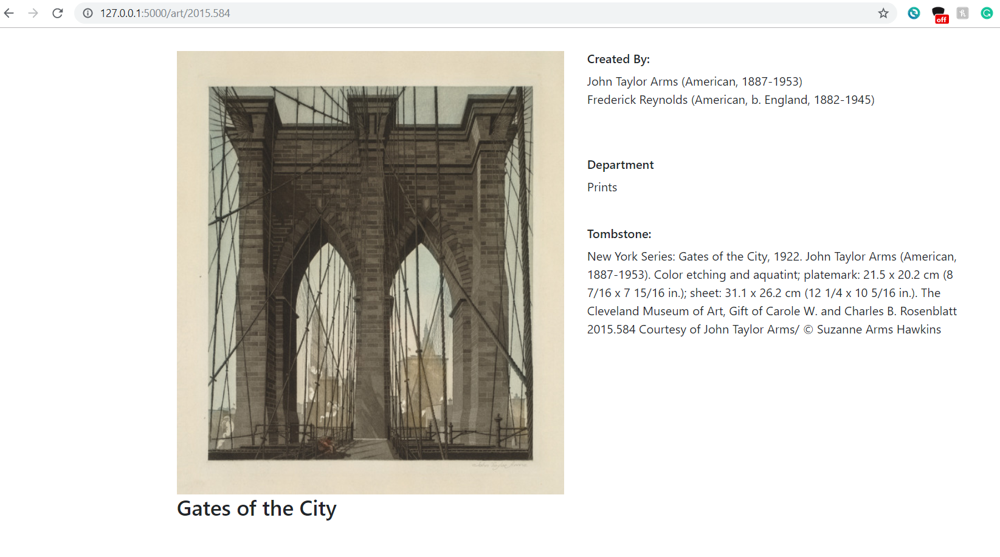 127.0.0.1:5000/art/2015.584
off
Created By:
John Taylor Arms (American, 1887-1953)
Frederick Reynolds (American, b. England, 1882-1945)
Department
Prints
Tombstone:
New York Series: Gates of the City, 1922. John Taylor Arms (American,
1887-1953). Color etching and aquatint; platemark: 21.5 x 20.2 cm (8
7/16 x 7 15/16 in.); sheet: 31.1 x 26.2 cm (12 1/4 x 10 5/16 in.). The
Cleveland Museum of Art, Gift of Carole W. and Charles B. Rosenblatt
2015.584 Courtesy of John Taylor Arms/ © Suzanne Arms Hawkins
John Taylor Arms
Gates of the City